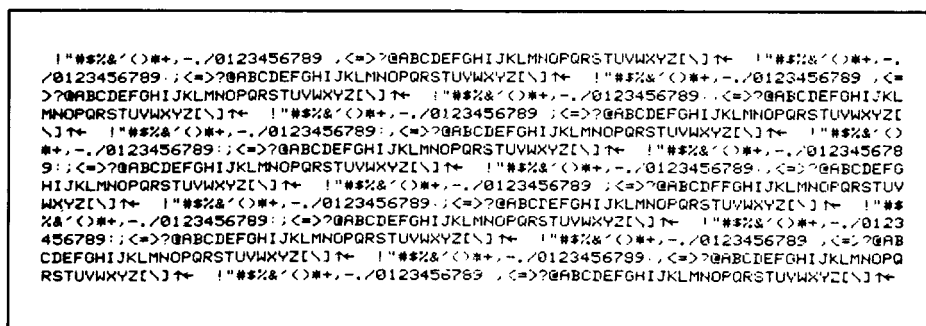 !"#$%&'()*+,-./0123456789:;<=>?@ABCDEFGHIJKLMNOPQRSTUVWXYZ[\]↑← !"#$%&'()*+,-.
/0123456789:;<=>?@ABCDEFGHIJKLMNOPQRSTUVWXYZ[\]↑← !"#$%&'()*+,-./0123456789:;<=
>?@ABCDEFGHIJKLMNOPQRSTUVWXYZ[\]↑← !"#$%&'()*+,-./0123456789:;<=>?@ABCDEFGHIJKL
MNOPQRSTUVWXYZ[\]↑← !"#$%&'()*+,-./0123456789:;<=>?@ABCDEFGHIJKLMNOPQRSTUVWXYZ[
\]↑← !"#$%&'()*+,-./0123456789:;<=>?@ABCDEFGHIJKLMNOPQRSTUVWXYZ[\]↑← !"#$%&'()
*+,-./0123456789:;<=>?@ABCDEFGHIJKLMNOPQRSTUVWXYZ[\]↑← !"#$%&'()*+,-./012345678
9:;<=>?@ABCDEFGHIJKLMNOPQRSTUVWXYZ[\]↑← !"#$%&'()*+,-./0123456789:;<=>?@ABCDEFG
HIJKLMNOPQRSTUVWXYZ[\]↑← !"#$%&'()*+,-./0123456789:;<=>?@ABCDEFGHIJKLMNOPQRSTUV
WXYZ[\]↑← !"#$%&'()*+,-./0123456789:;<=>?@ABCDEFGHIJKLMNOPQRSTUVWXYZ[\]↑← !"#$
%&'()*+,-./0123456789:;<=>?@ABCDEFGHIJKLMNOPQRSTUVWXYZ[\]↑← !"#$%&'()*+,-./0123
456789:;<=>?@ABCDEFGHIJKLMNOPQRSTUVWXYZ[\]↑← !"#$%&'()*+,-./0123456789:;<=>?@AB
CDEFGHIJKLMNOPQRSTUVWXYZ[\]↑← !"#$%&'()*+,-./0123456789:;<=>?@ABCDEFGHIJKLMNOPQ
RSTUVWXYZ[\]↑← !"#$%&'()*+,-./0123456789:;<=>?@ABCDEFGHIJKLMNOPQRSTUVWXYZ[\]↑←